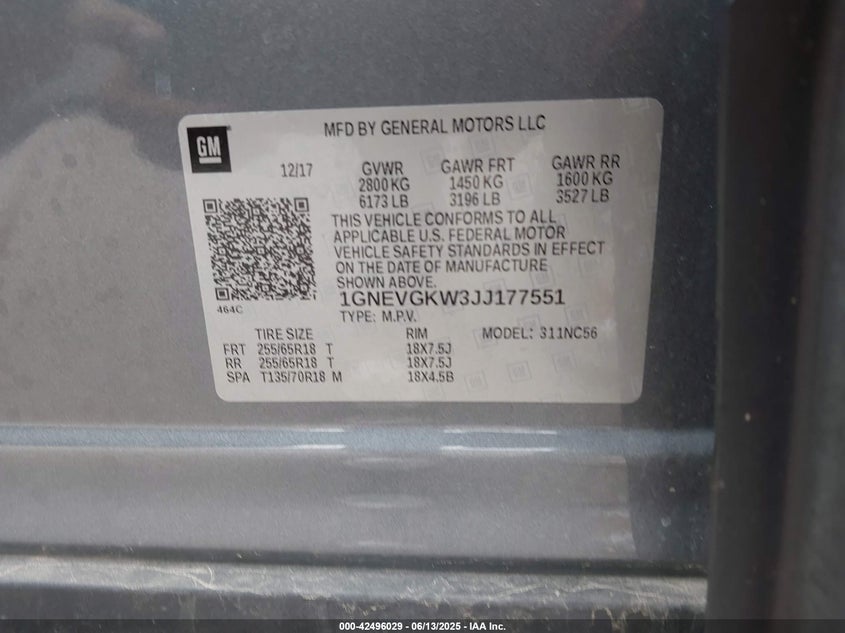 GM
MFD BY GENERAL MOTORS LLC
12/17 GVWR GAWR FRT GAWR RR
2800 KG 1450 KG 1600 KG
6173 LB 3196 LB 3527 LB
THIS VEHICLE CONFORMS TO ALL
APPLICABLE U.S. FEDERAL MOTOR
VEHICLE SAFETY STANDARDS IN EFFECT
ON THE DATE OF MANUFACTURE
SHOWN ABOVE.
464C
1GNEVGKW3JJ177551
TYPE: M.P.V.
TIRE SIZE RIM MODEL: 311NC56
FRT 255/65R18 T 18X7.5J
RR 255/65R18 T 18X7.5J
SPA T135/70R18 M 18X4.5B
000-42496029 - 06/13/2025 - IAA Inc.